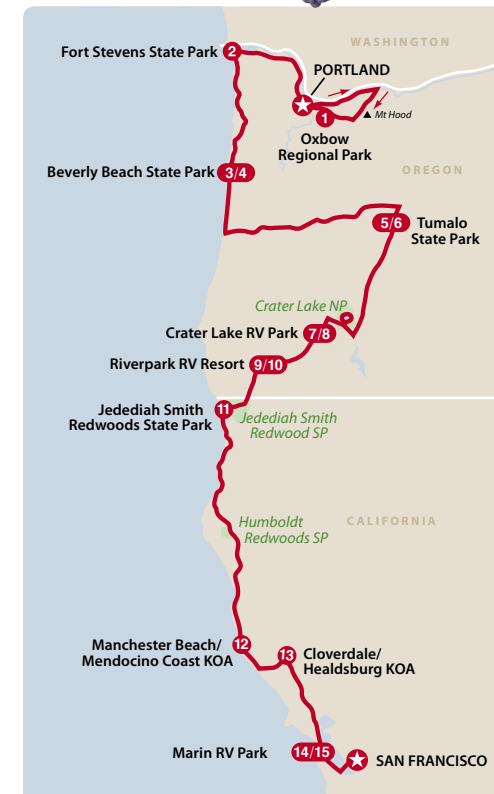 WASHINGTON
Fort Stevens State Park
2
PORTLAND
Mt Hood
1
Oxbow
Regional Park
OREGON
Beverly Beach State Park
3/4
5/6
Tumalo
State Park
Crater Lake NP
Crater Lake RV Park
7/8
Riverpark RV Resort
9/10
Jedediah Smith
Redwoods State Park
11
Jedediah Smith
Redwood SP
Humboldt
Redwoods SP
CALIFORNIA
Manchester Beach/
Mendocino Coast KOA
12
13
Cloverdale/
Healdsburg KOA
Marin RV Park
14/15
SAN FRANCISCO